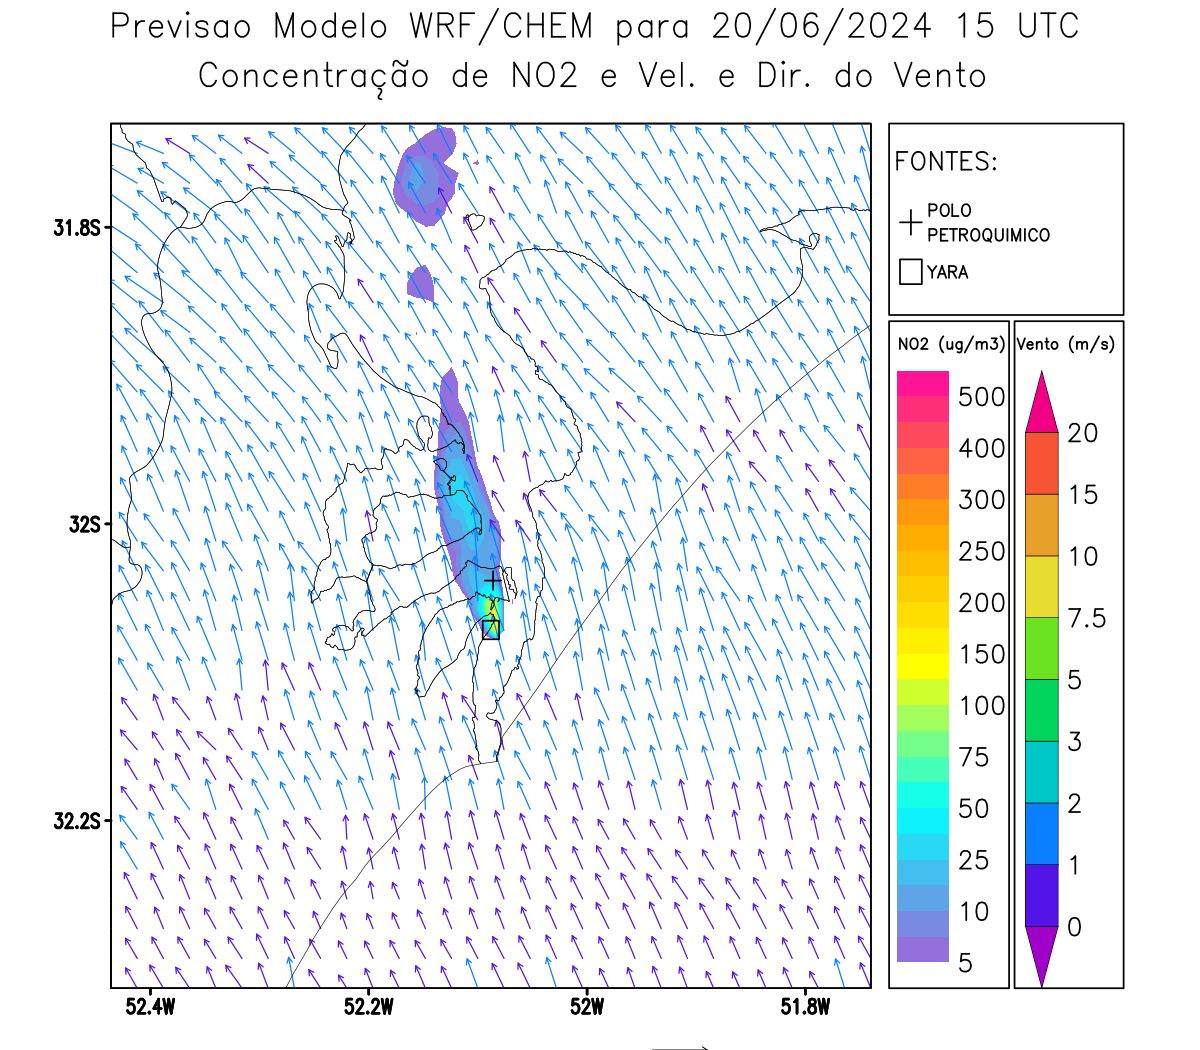 Previsao Modelo WRF/CHEM para 20/06/2024 15 UTC
Concentração de NO2 e Vel. e Dir. do Vento
FONTES:
POLO
PETROQUIMICO
YARA
31.8S
32S
32.2S
52.4W
52.2W
52W
51.8W
NO2 (ug/m3)
500
400
300
250
200
150
100
75
50
25
10
5
Vento (m/s)
20
15
10
7.5
5
3
2
1
0